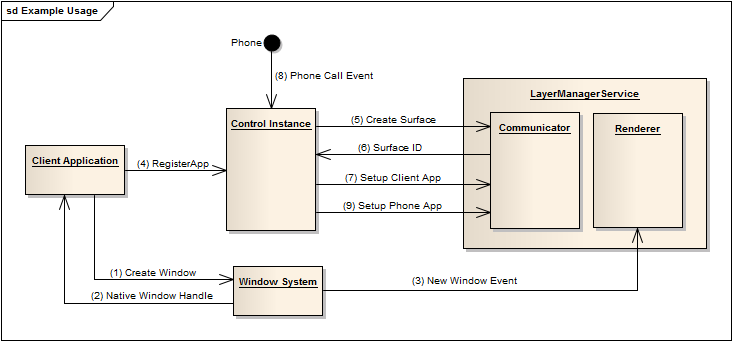 sd Example Usage
Phone
(8) Phone Call Event
LayerManagerService
Control Instance
(5) Create Surface
Communicator
Renderer
(6) Surface ID
Client Application
(4) RegisterApp
(7) Setup Client App
(9) Setup Phone App
(1) Create Window
Window System
(3) New Window Event
(2) Native Window Handle